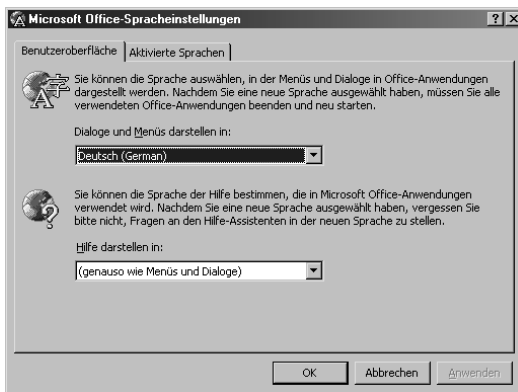 Microsoft Office-Spracheinstellungen
Benutzeroberfläche
Aktivierte Sprachen
Sie können die Sprache auswählen, in der Menüs und Dialoge in Office-Anwendungen
dargestellt werden. Nachdem Sie eine neue Sprache ausgewählt haben, müssen Sie alle
verwendeten Office-Anwendungen beenden und neu starten.
Dialoge und Menüs darstellen in:
Deutsch (German)
Sie können die Sprache der Hilfe bestimmen, die in Microsoft Office-Anwendungen
verwendet wird. Nachdem Sie eine neue Sprache ausgewählt haben, vergessen Sie
bitte nicht, Fragen an den Hilfe-Assistenten in der neuen Sprache zu stellen.
Hilfe darstellen in:
(genauso wie Menüs und Dialoge)
OK Abbrechen Anwenden